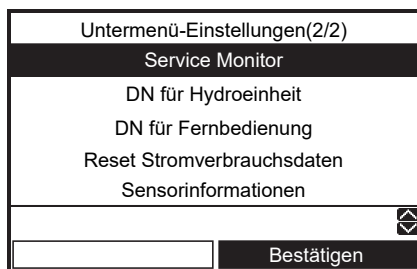 Untermenü-Einstellungen(2/2)
Service Monitor
DN für Hydroeinheit
DN für Fernbedienung
Reset Stromverbrauchsdaten
Sensorinformationen
Bestätigen